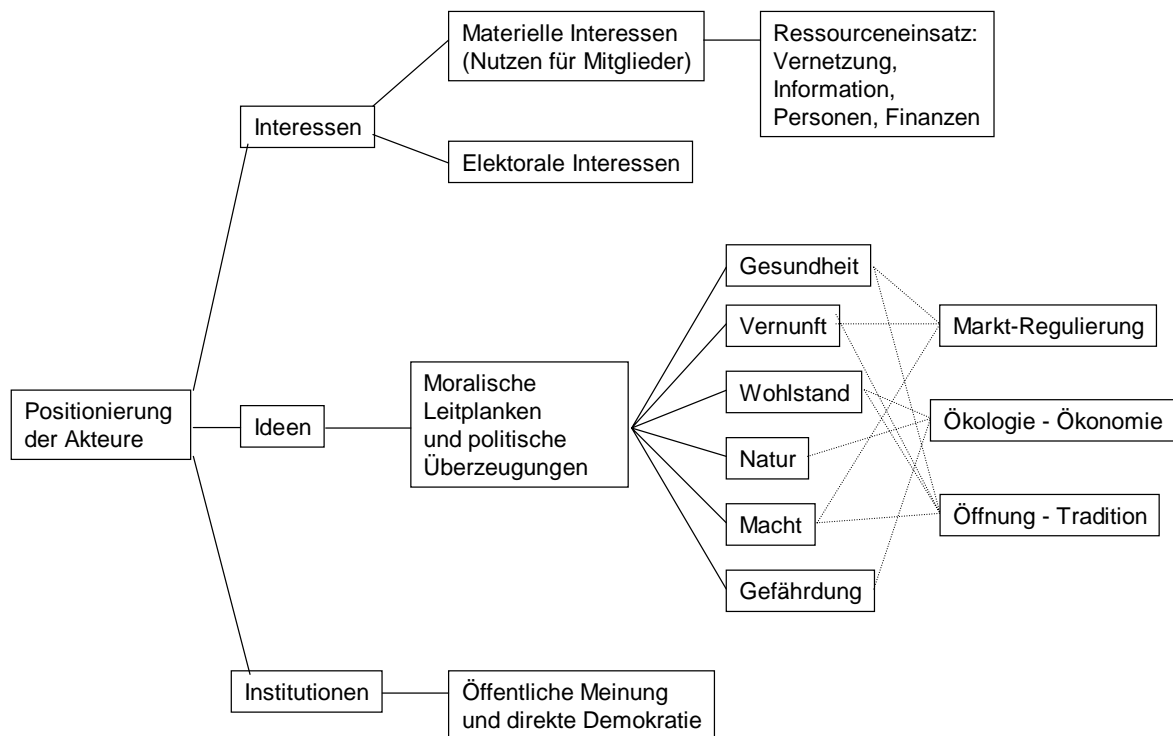 Materielle Interessen
(Nutzen für Mitglieder)
Ressourceneinsatz:
Vernetzung,
Information,
Personen, Finanzen
Interessen
Elektorale Interessen
Gesundheit
Vernunft
Markt-Regulierung
Wohlstand
Positionierung
der Akteure
Ideen
Moralische
Leitplanken
und politische
Überzeugungen
Ökologie - Ökonomie
Natur
Macht
Öffnung - Tradition
Gefährdung
Institutionen
Öffentliche Meinung
und direkte Demokratie